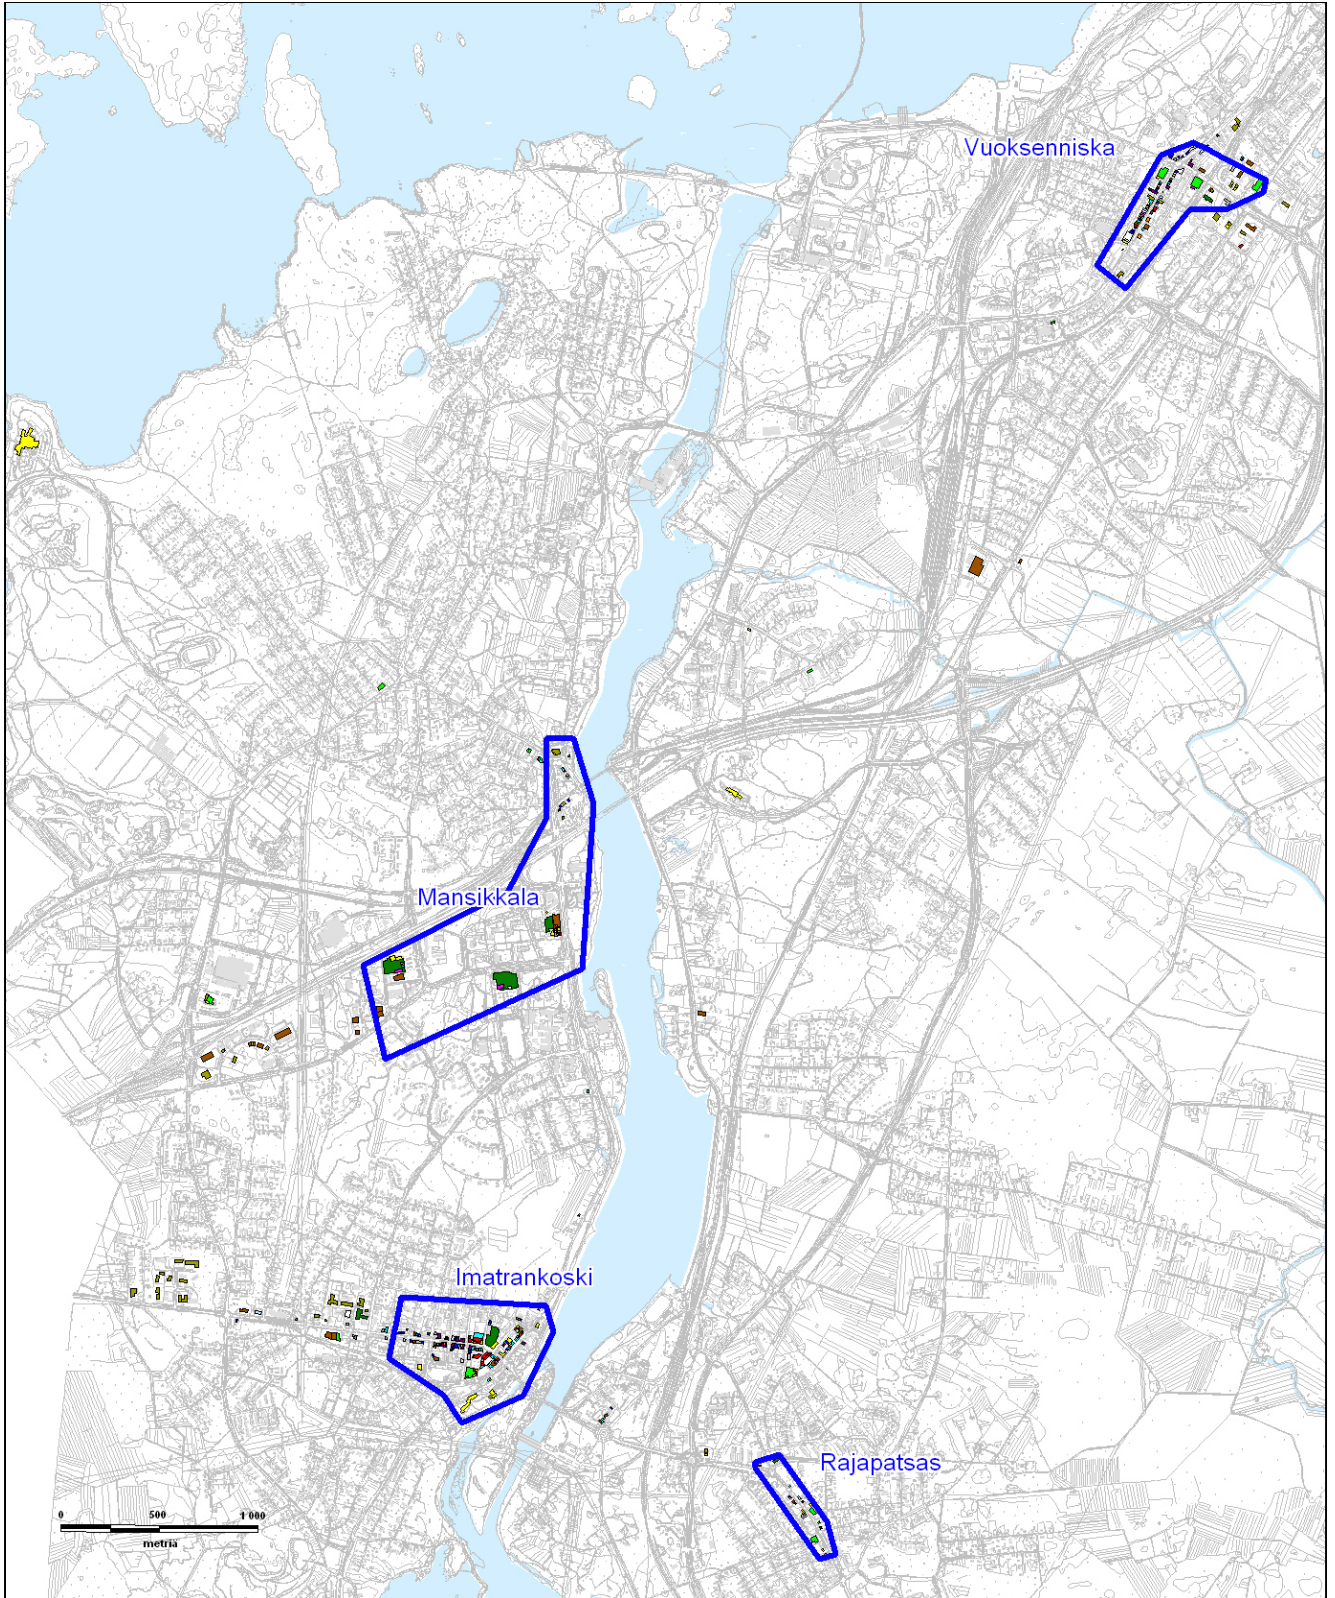 Vuoksenniska
Mansikkala
Imatrankoski
Rajapatsas
0 500 1'000
metriä